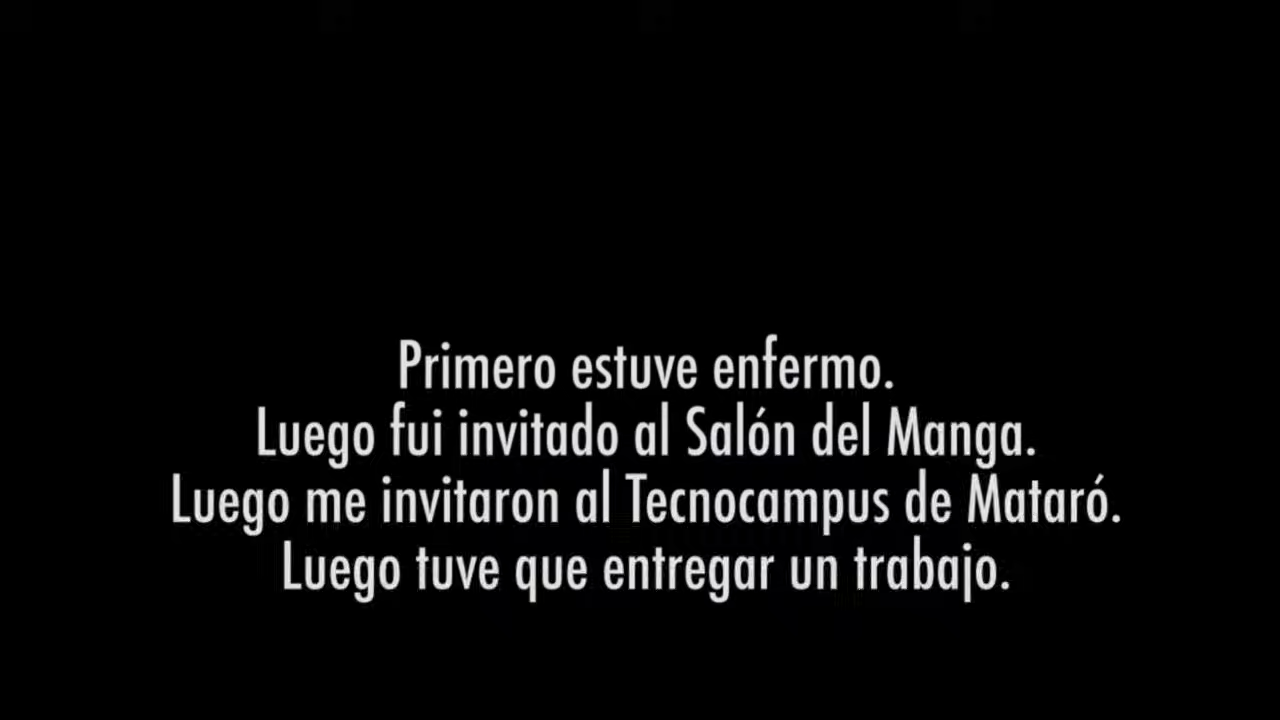 Primero estuve enfermo.
Luego fui invitado al Salón del Manga.
Luego me invitaron al Tecnocampus de Mataró.
Luego tuve que entregar un trabajo.